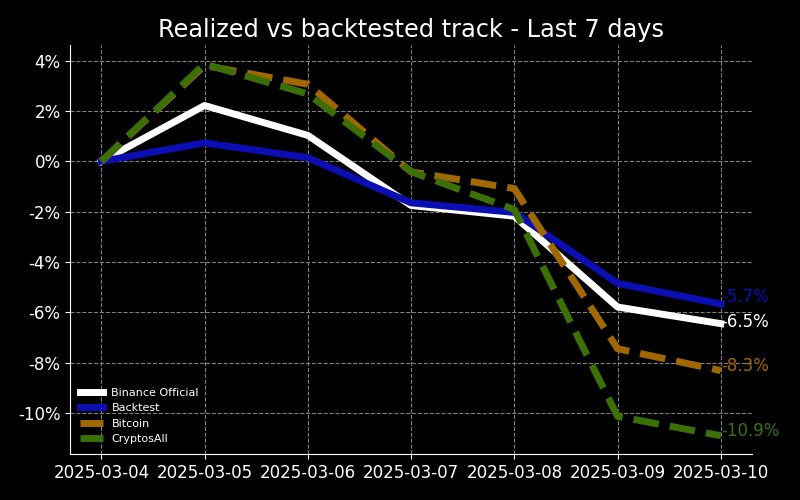 Realized vs backtested track - Last 7 days
4%
2%
0%
-2%
-4%
-6%
-8%
-10%
-5.7%
-6.5%
-8.3%
-10.9%
Binance Official
Backtest
Bitcoin
CryptosAll
2025-03-04 2025-03-05 2025-03-06 2025-03-07 2025-03-08 2025-03-09 2025-03-10